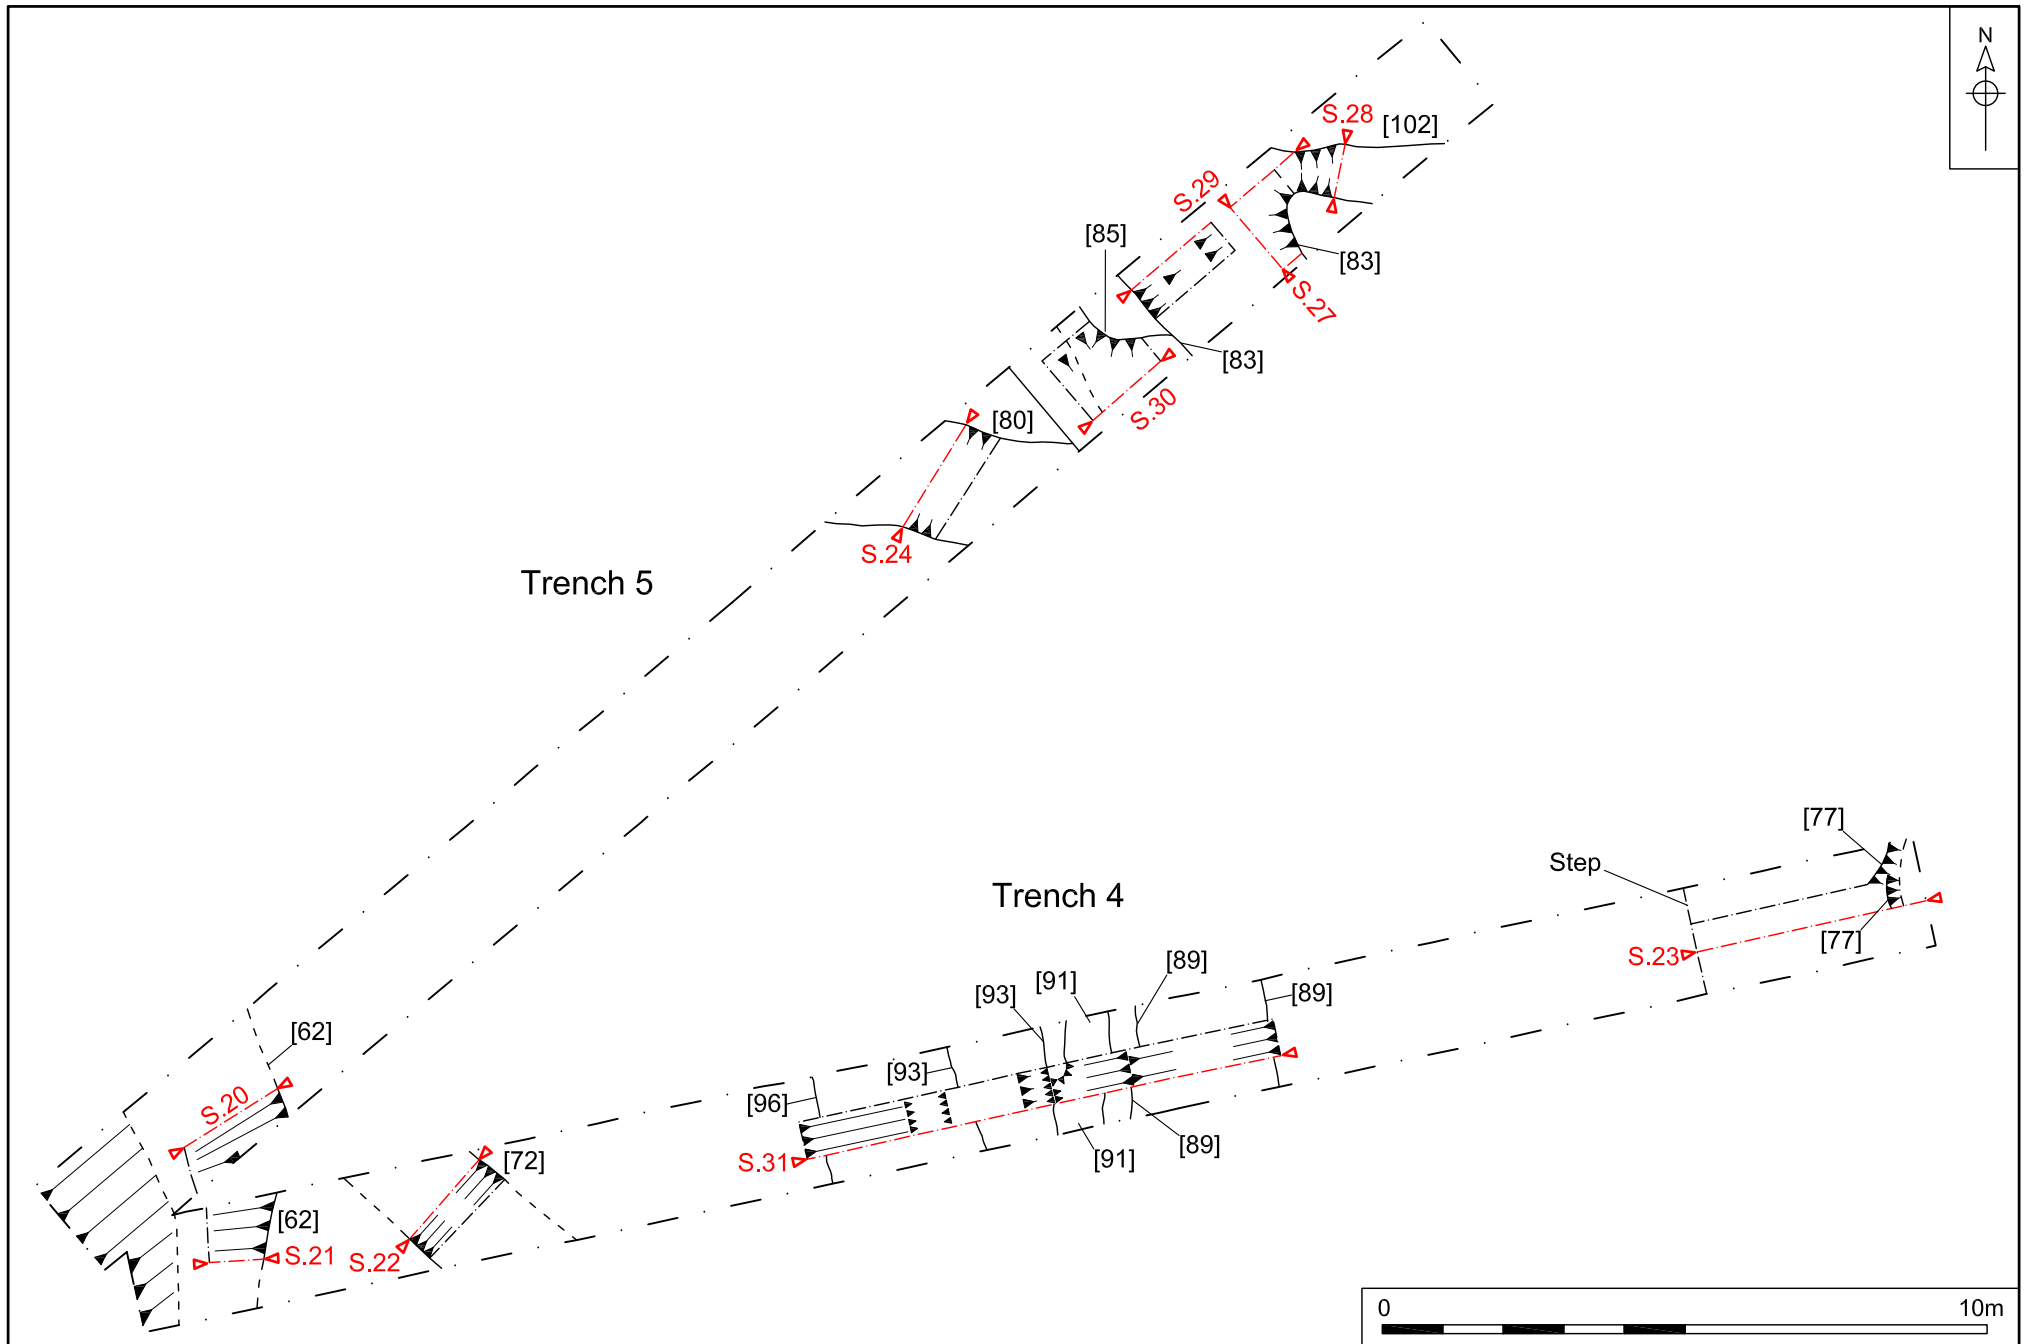 N
S.28
[102]
S.29
[85]
[83]
S.27
[83]
S.30
[80]
S.24
Trench 5
[77]
Step
Trench 4
[77]
S.23
[89]
[91]
[93]
[89]
[62]
[93]
[96]
S.20
[89]
[91]
S.31
[72]
[62]
S.21
S.22
0 10m